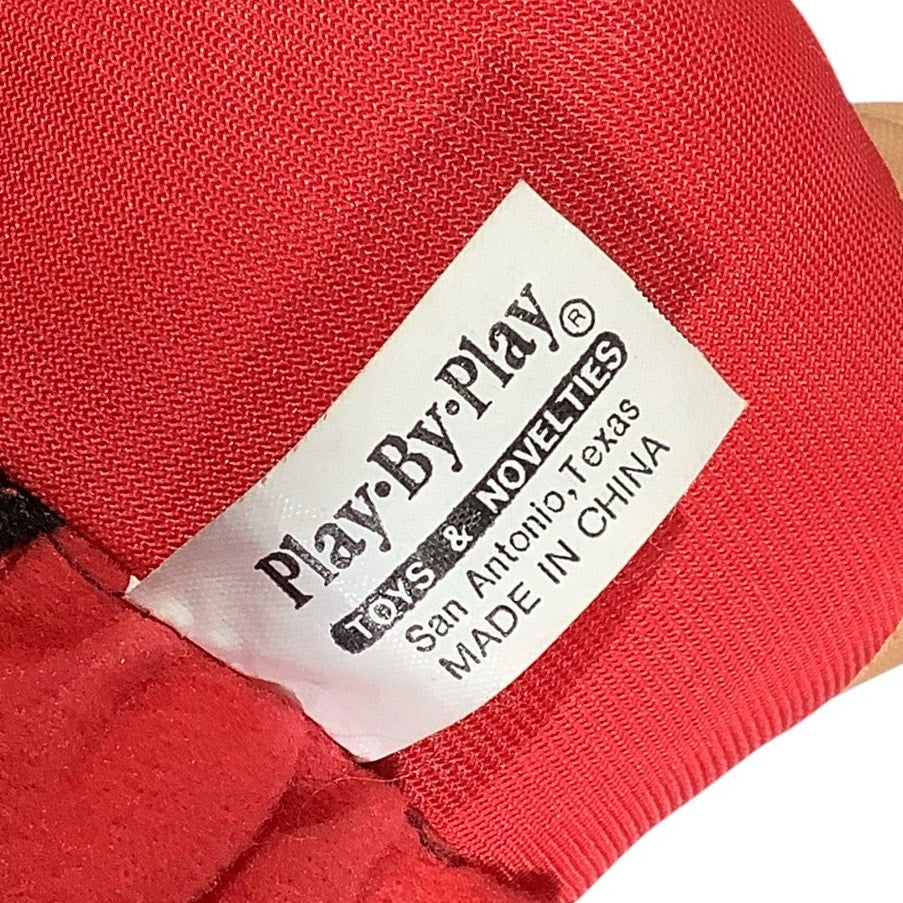 Play·By·Play®
TOYS & NOVELTIES
San Antonio, Texas
MADE IN CHINA